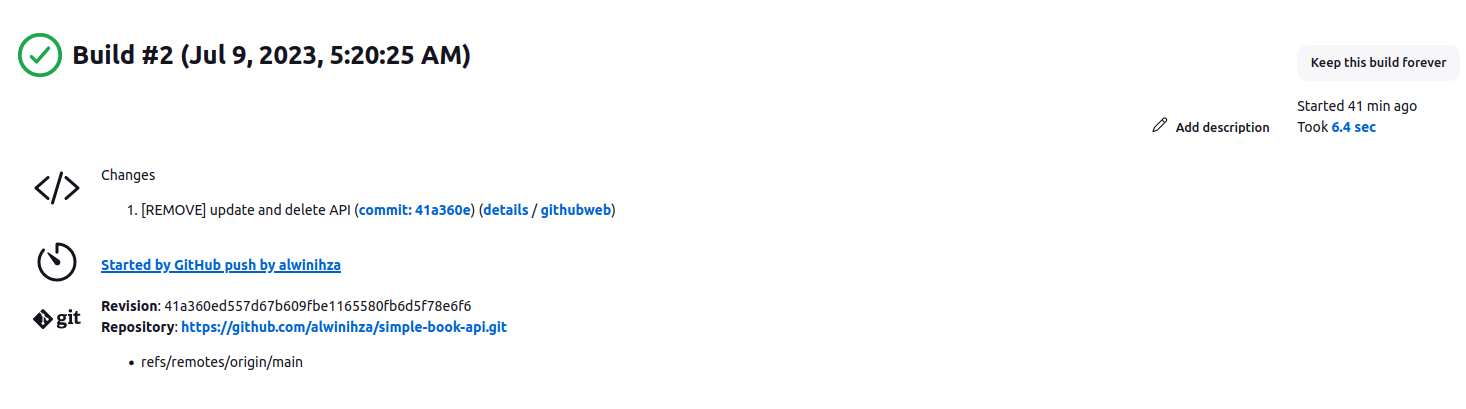 Build #2 (Jul 9, 2023, 5:20:25 AM)
Keep this build forever
Started 41 min ago
Add description
Took 6.4 sec
Changes
1. [REMOVE] update and delete API (commit: 41a360e) (details / githubweb)
Started by GitHub push by alwinihza
git
Revision: 41a360ed557d67b609fbe1165580fb6d5f78e6f6
Repository: https://github.com/alwinihza/simple-book-api.git
• refs/remotes/origin/main